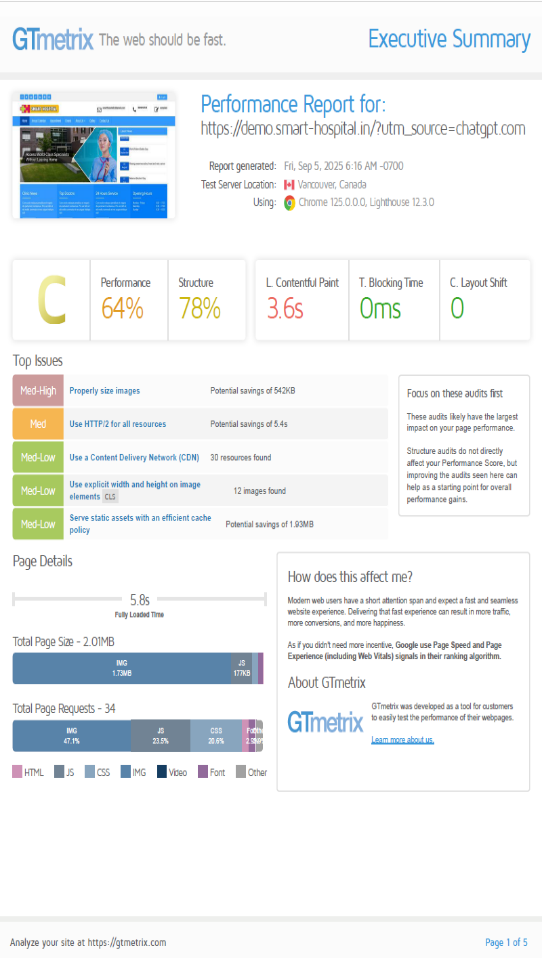 GTmetrix The web should be fast.
Executive Summary
Performance Report for:
https://demo.smart-hospital.in/?utm_source=chatgpt.com
Report generated: Fri, Sep 5, 2025 6:16 AM -0700
Test Server Location: Vancouver, Canada
Using: Chrome 125.0.0.0, Lighthouse 12.3.0
C
Performance
64%
Structure
78%
L. Contentful Paint
3.6s
T. Blocking Time
0ms
C. Layout Shift
0
Top Issues
Med-High Properly size images Potential savings of 542KB
Med Use HTTP/2 for all resources Potential savings of 5.4s
Med-Low Use a Content Delivery Network (CDN) 30 resources found
Med-Low Use explicit width and height on image
elements CLS 12 images found
Med-Low Serve static assets with an efficient cache
policy Potential savings of 1.93MB
Focus on these audits first
These audits likely have the largest
impact on your page performance.
Structure audits do not directly
affect your Performance Score, but
improving the audits seen here can
help as a starting point for overall
performance gains.
Page Details
5.8s
Fully Loaded Time
Total Page Size - 2.01MB
IMG
1.73MB
JS
177KB
Total Page Requests - 34
IMG
47.1%
JS
23.5%
CSS
20.6%
HTML JS CSS IMG Video Font Other
How does this affect me?
Modern web users have a short attention span and expect a fast and seamless
website experience. Delivering that fast experience can result in more traffic,
more conversions, and more happiness.
As if you didn't need more incentive, Google use Page Speed and Page
Experience (including Web Vitals) signals in their ranking algorithm.
About GTmetrix
GTmetrix
GTmetrix was developed as a tool for customers
to easily test the performance of their webpages.
Learn more about us.
Analyze your site at https://gtmetrix.com
Page 1 of 5